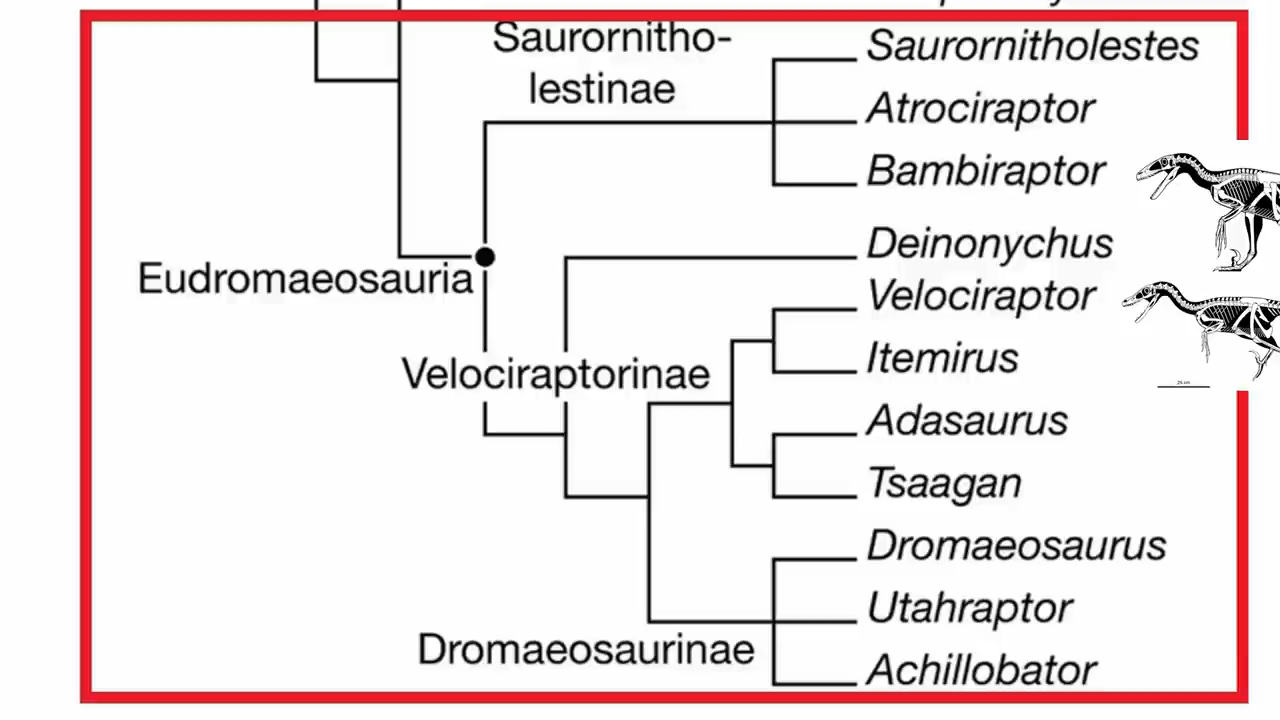 Saurornitho-
lestinae
Saurornitholestes
Atrociraptor
Bambiraptor
Deinonychus
Eudromaeosauria
Velociraptor
Itemirus
Velociraptorinae
Adasaurus
Tsaagan
Dromaeosaurus
Utahraptor
Dromaeosaurinae
Achillobator